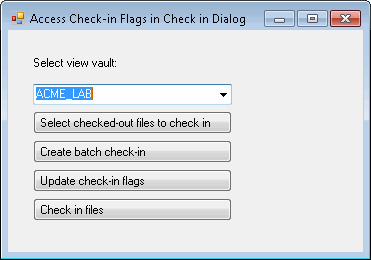 Access Check-in Flags in Check in Dialog
Select view vault:
ACME_LAB
Select checked-out files to check in
Create batch check-in
Update check-in flags
Check in files